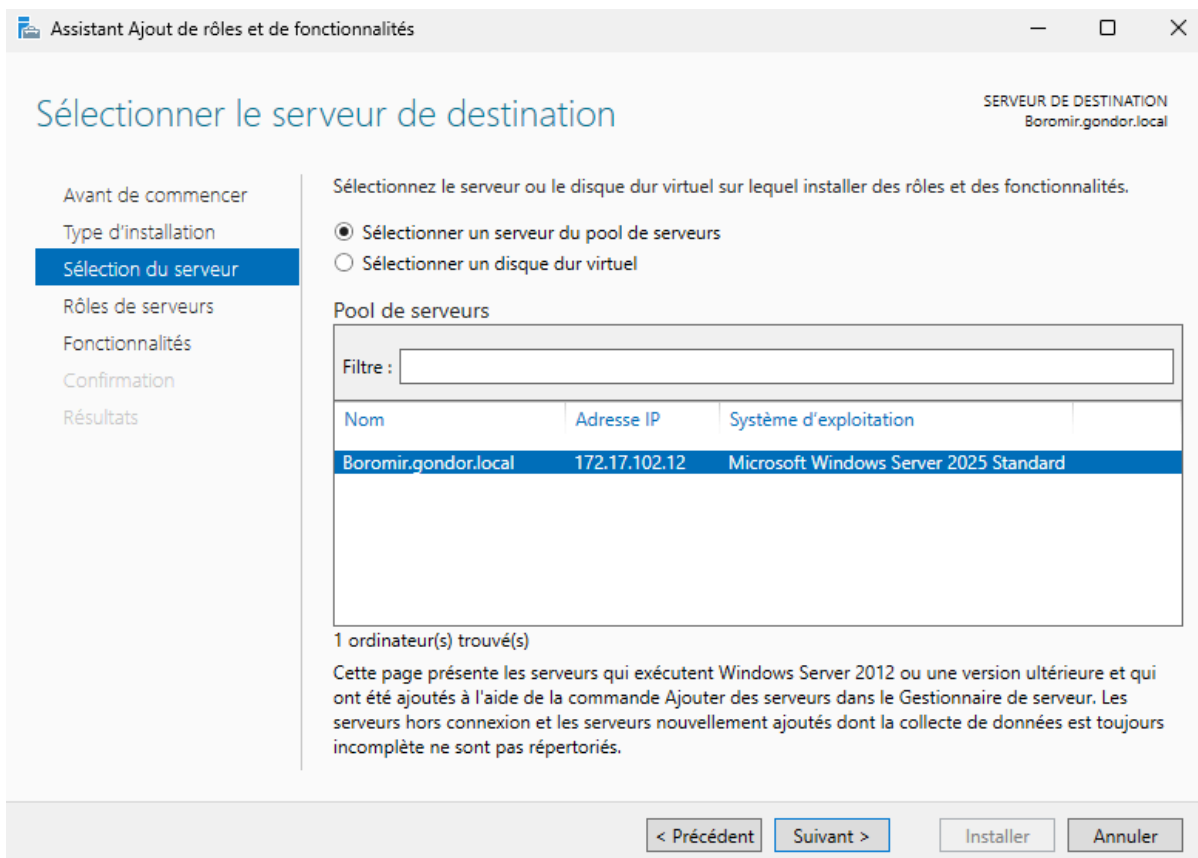 Assistant Ajout de rôles et de fonctionnalités
Sélectionner le serveur de destination
SERVEUR DE DESTINATION
Boromir.gondor.local
Avant de commencer
Type d'installation
Sélection du serveur
Rôles de serveurs
Fonctionnalités
Confirmation
Résultats
Sélectionnez le serveur ou le disque dur virtuel sur lequel installer des rôles et des fonctionnalités.
Sélectionner un serveur du pool de serveurs
Sélectionner un disque dur virtuel
Pool de serveurs
Filtre :
Nom Adresse IP Système d'exploitation
Boromir.gondor.local 172.17.102.12 Microsoft Windows Server 2025 Standard
1 ordinateur(s) trouvé(s)
Cette page présente les serveurs qui exécutent Windows Server 2012 ou une version ultérieure et qui
ont été ajoutés à l'aide de la commande Ajouter des serveurs dans le Gestionnaire de serveur. Les
serveurs hors connexion et les serveurs nouvellement ajoutés dont la collecte de données est toujours
incomplète ne sont pas répertoriés.
< Précédent Suivant > Installer Annuler